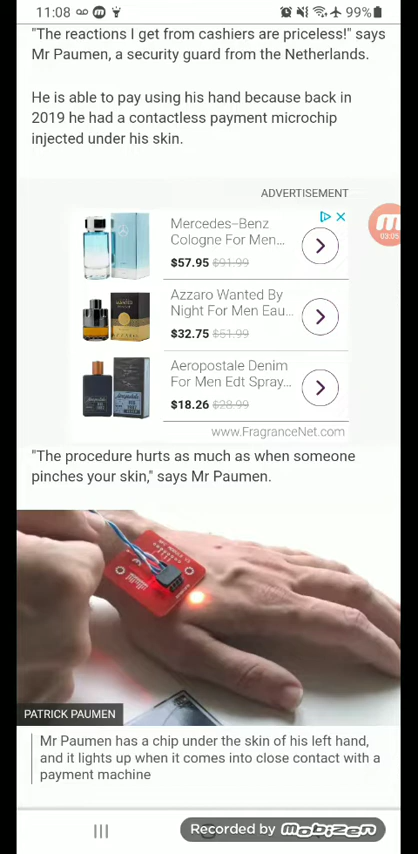 11:08
99%
"The reactions I get from cashiers are priceless!" says
Mr Paumen, a security guard from the Netherlands.
He is able to pay using his hand because back in
2019 he had a contactless payment microchip
injected under his skin.
ADVERTISEMENT
Mercedes-Benz
Cologne For Men...
$57.95 $91.99
03:05
Azzaro Wanted By
Night For Men Eau...
$32.75 $51.99
Aeropostale Denim
For Men Edt Spray...
$18.26 $28.99
www.FragranceNet.com
"The procedure hurts as much as when someone
pinches your skin," says Mr Paumen.
PATRICK PAUMEN
Mr Paumen has a chip under the skin of his left hand,
and it lights up when it comes into close contact with a
payment machine
Recorded by mobizen